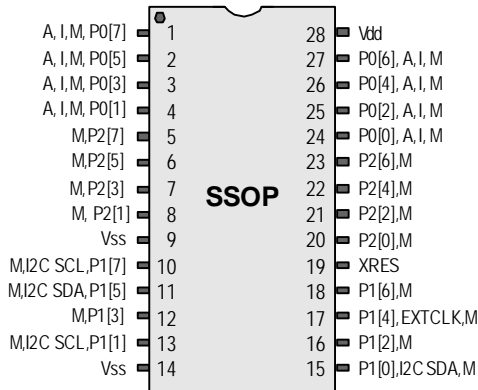 A, I, M, P0[7] 1 28 Vdd
A, I, M, P0[5] 2 27 P0[6], A, I, M
A, I, M, P0[3] 3 26 P0[4], A, I, M
A, I, M, P0[1] 4 25 P0[2], A, I, M
M,P2[7] 5 24 P0[0], A, I, M
M,P2[5] 6 23 P2[6],M
M,P2[3] 7 22 P2[4],M
SSOP
M, P2[1] 8 21 P2[2],M
Vss 9 20 P2[0],M
M,I2C SCL,P1[7] 10 19 XRES
M,I2C SDA,P1[5] 11 18 P1[6],M
M,P1[3] 12 17 P1[4],EXTCLK,M
M,I2C SCL,P1[1] 13 16 P1[2],M
Vss 14 15 P1[0],I2C SDA, M